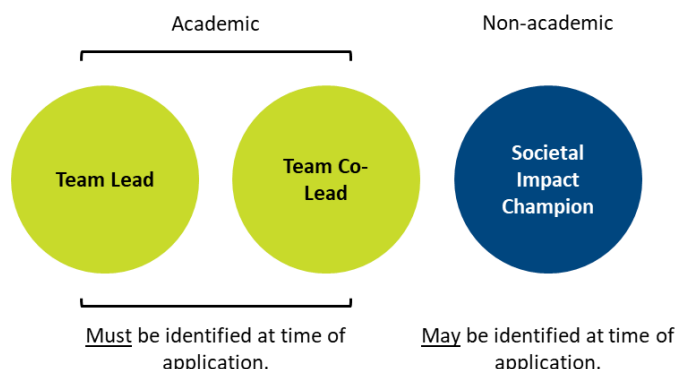 Academic
Non-academic
Team Lead
Team Co-
Lead
Societal
Impact
Champion
Must be identified at time of
application.
May be identified at time of
application.